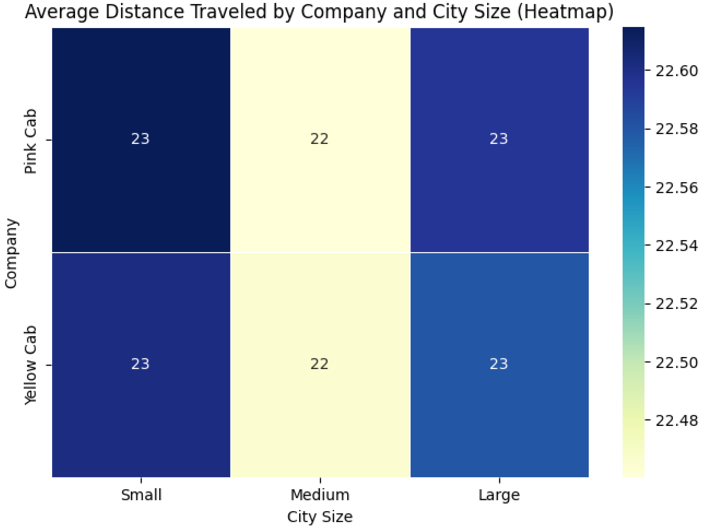 Average Distance Traveled by Company and City Size (Heatmap)
Company
Pink Cab
23
22
23
Yellow Cab
23
22
23
Small
Medium
Large
City Size
22.60
22.58
22.56
22.54
22.52
22.50
22.48